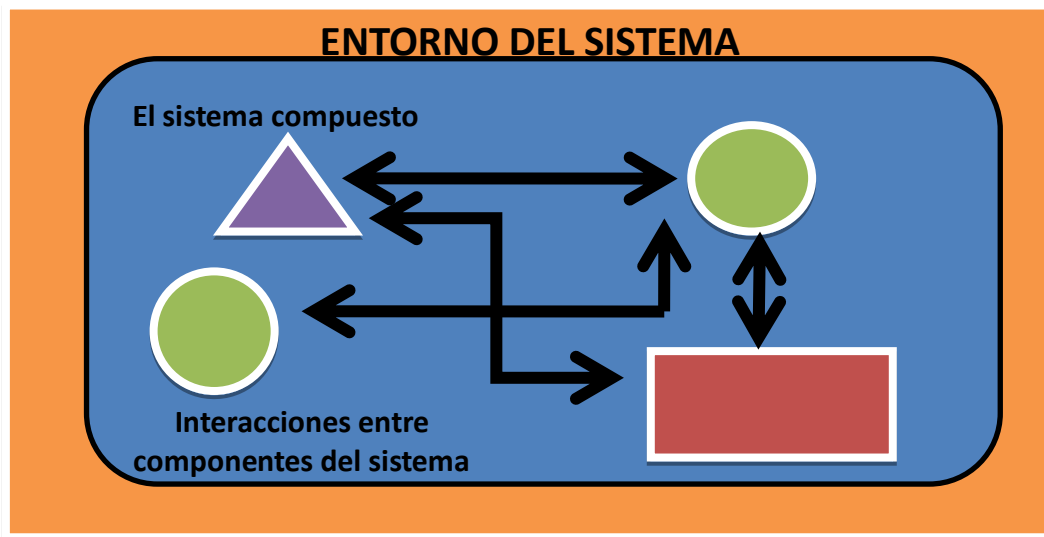 ENTORNO DEL SISTEMA
El sistema compuesto
Interacciones entre
componentes del sistema